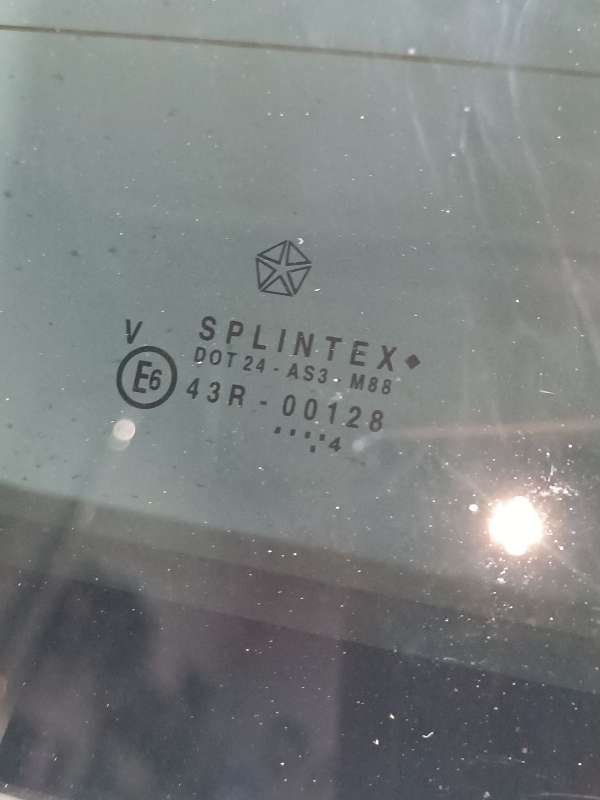 V SPLINTEX
DOT 24 - AS3 - M88
E6
43R - 00128
4